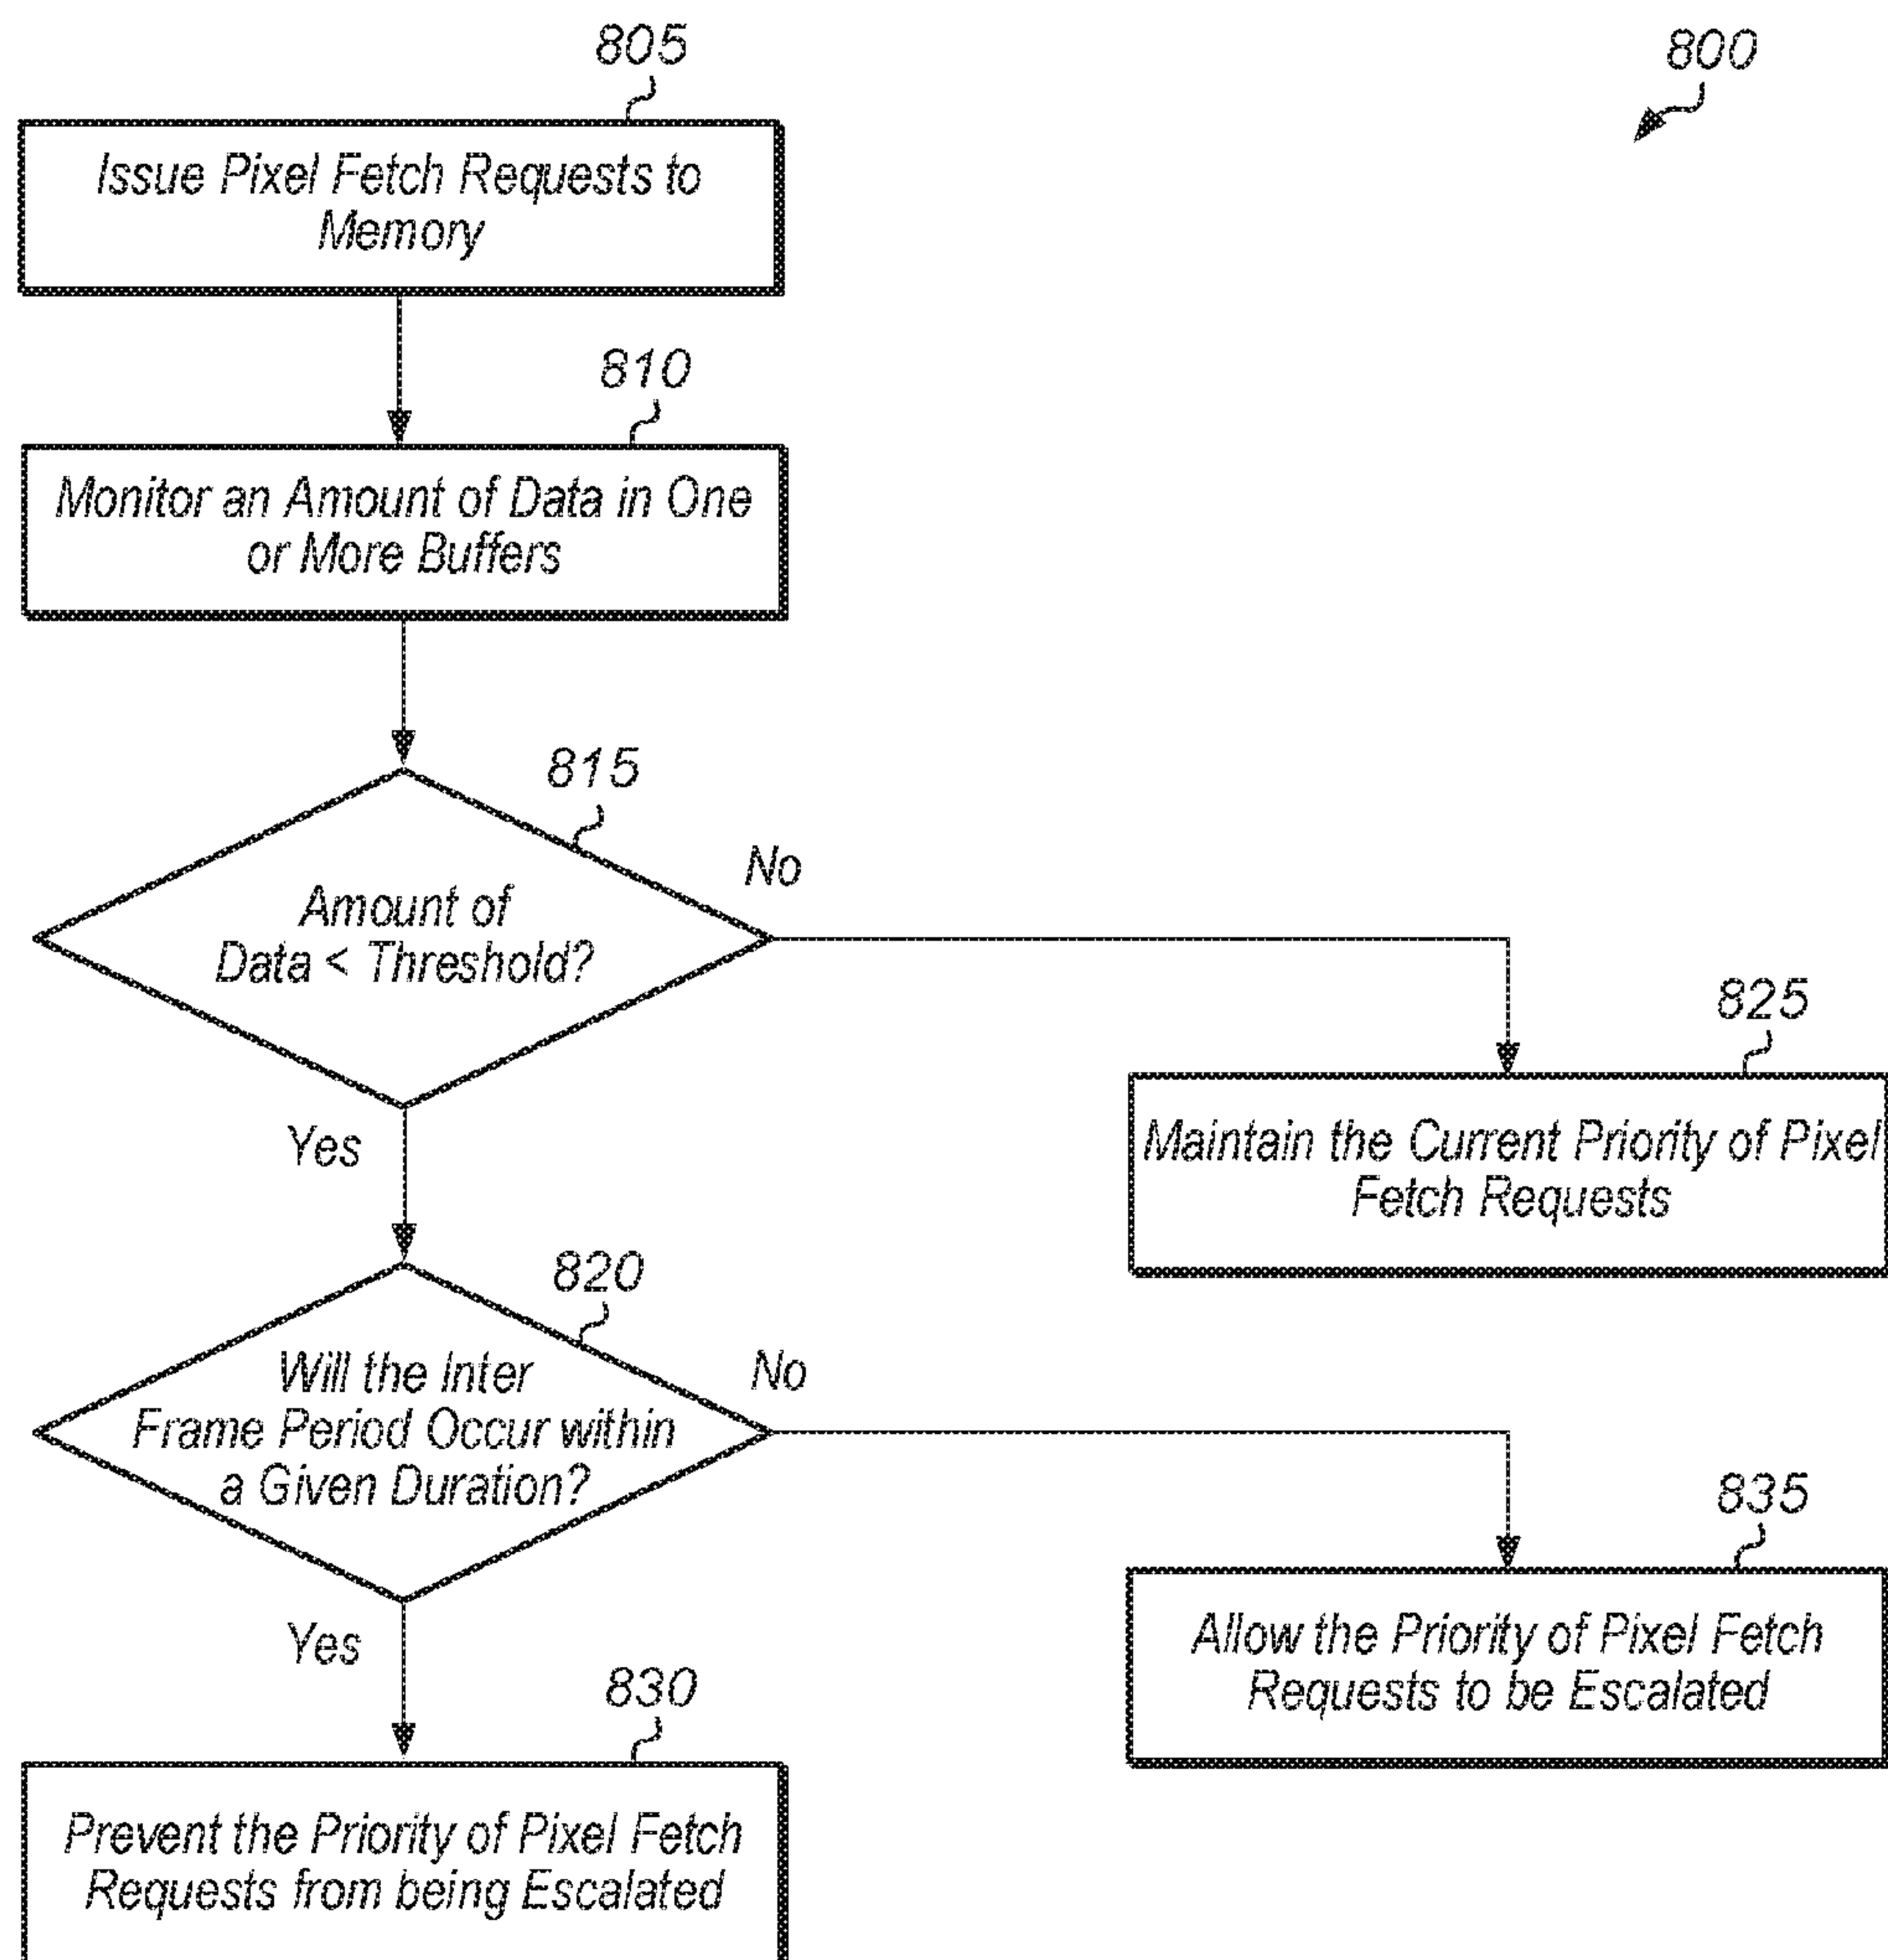 805
800
Issue Pixel Fetch Requests to
Memory
810
Monitor an Amount of Data in One
or More Buffers
815
Amount of
Data < Threshold?
No
825
Maintain the Current Priority of Pixel
Fetch Requests
Yes
820
Will the Inter
Frame Period Occur within
a Given Duration?
No
835
Allow the Priority of Pixel Fetch
Requests to be Escalated
Yes
830
Prevent the Priority of Pixel Fetch
Requests from being Escalated